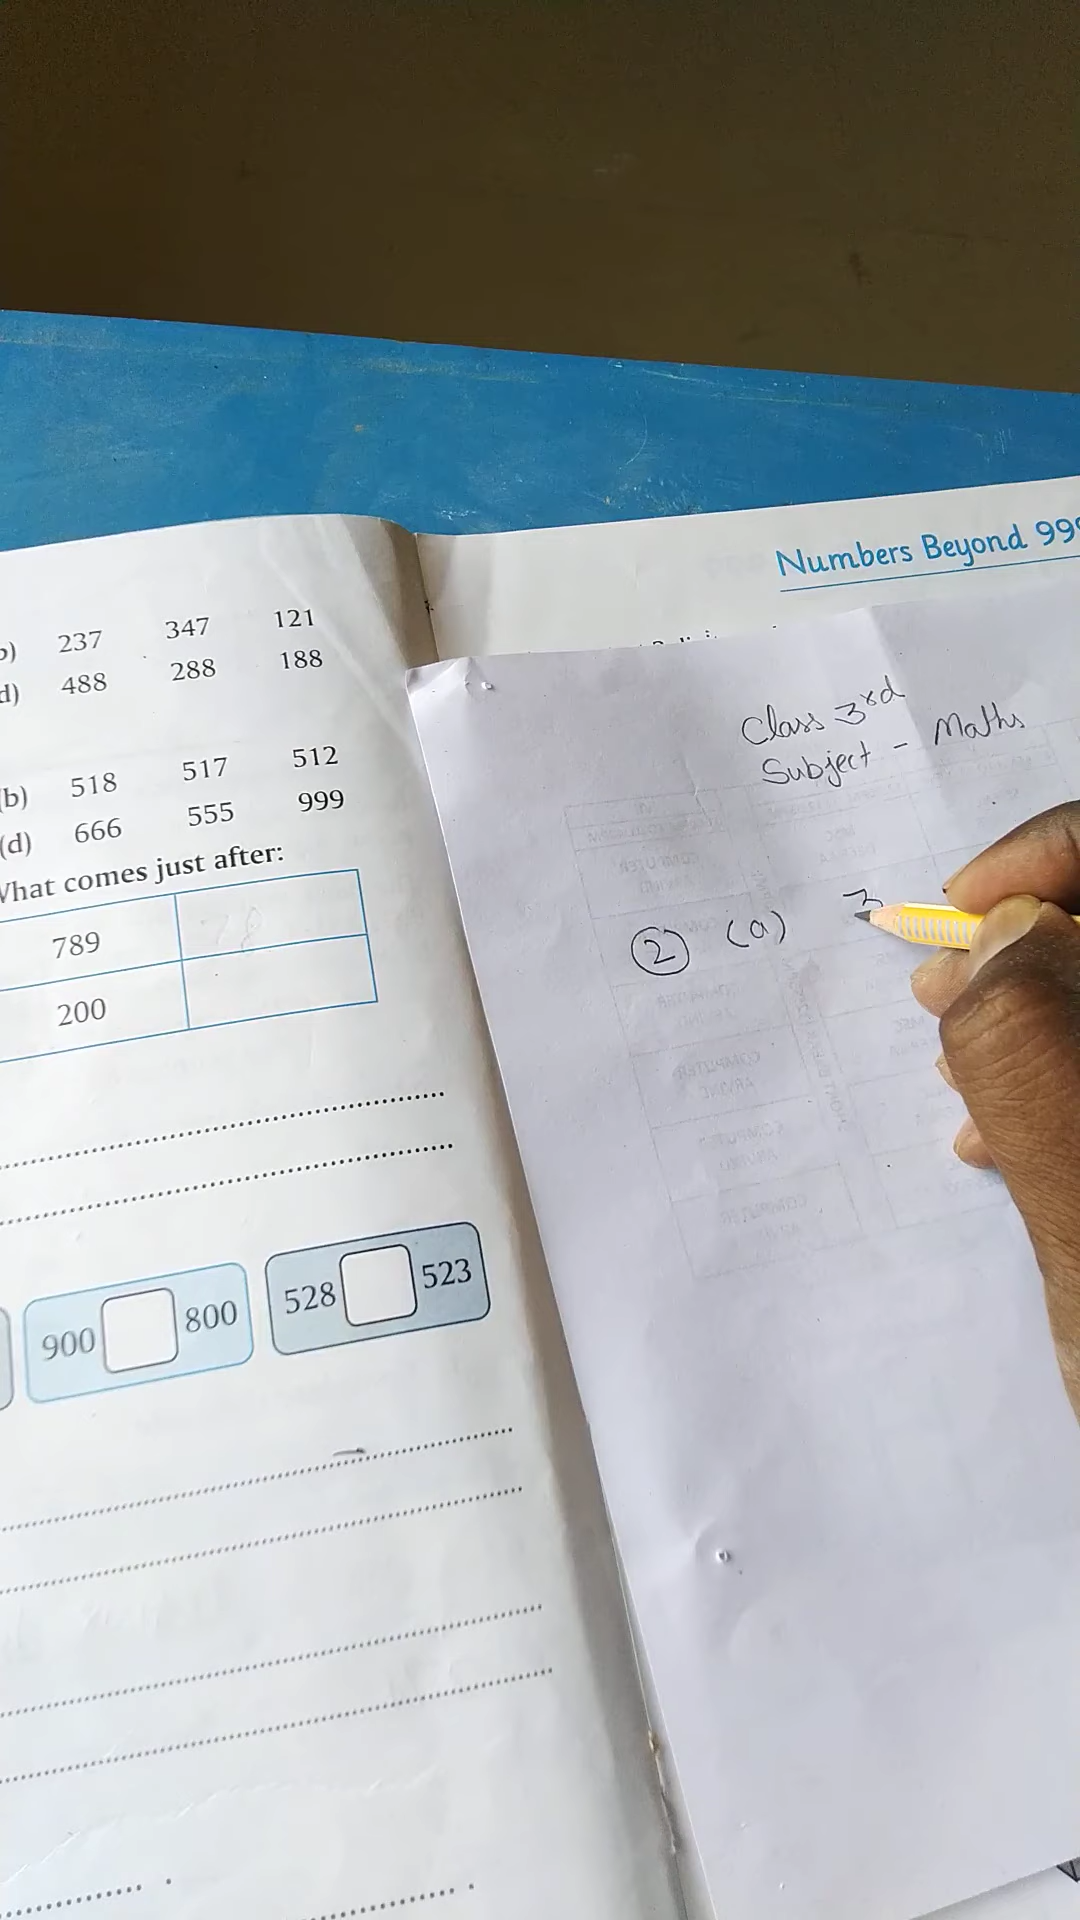 237 347 121
d) 488 288 188
(b) 518 517 512
(d) 666 555 999
What comes just after:
789
200
900 800
528 523
Numbers Beyond 999
Class 3rd
Subject - Maths
2 (a) 3